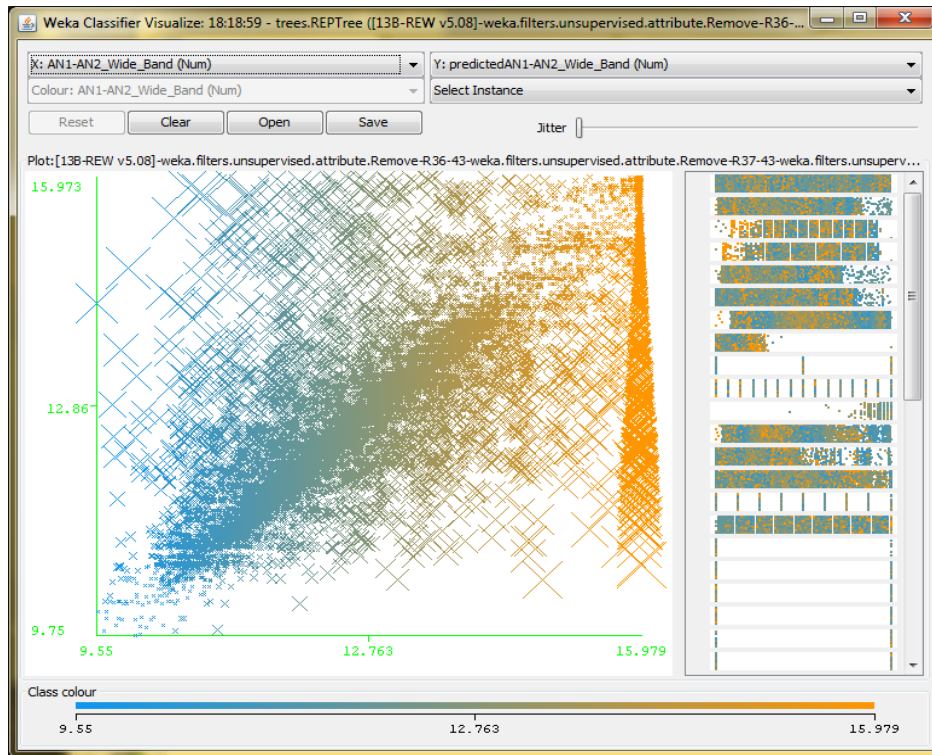 Weka Classifier Visualize: 18:18:59 - trees.REPTree ([13B-REW v5.08]-weka.filters.unsupervised.attribute.Remove-R36-...
X: AN1-AN2_Wide_Band (Num)
Y: predictedAN1-AN2_Wide_Band (Num)
Colour: AN1-AN2_Wide_Band (Num)
Select Instance
Reset
Clear
Open
Save
Jitter
Plot:[13B-REW v5.08]-weka.filters.unsupervised.attribute.Remove-R36-43-weka.filters.unsupervised.attribute.Remove-R37-43-weka.filters.unsuperv...
15.973
12.86
9.75
9.55
12.763
15.979
Class colour
9.55
12.763
15.979